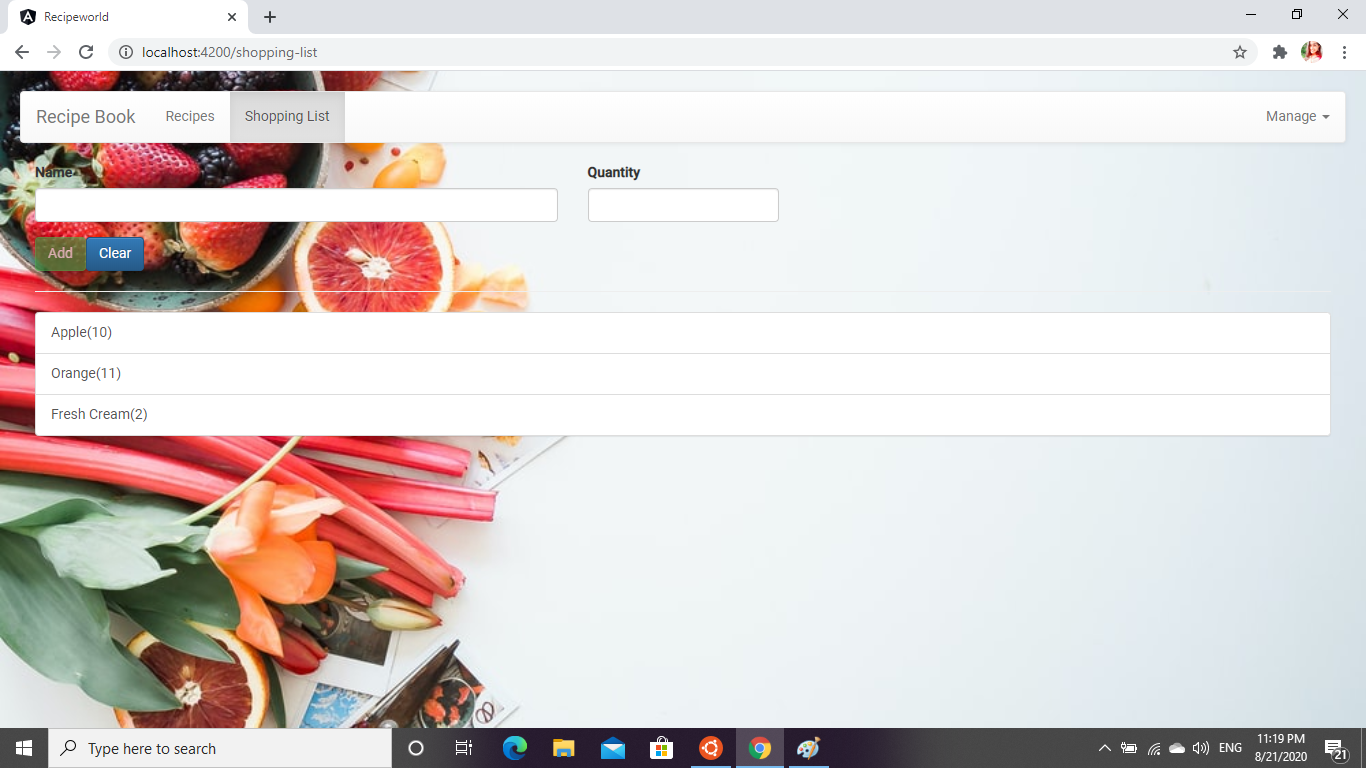 Recipeworld
localhost:4200/shopping-list
Recipe Book Recipes Shopping List Manage
Name Quantity
Add Clear
Apple(10)
Orange(11)
Fresh Cream(2)
Type here to search ENG 11:19 PM
8/21/2020 21